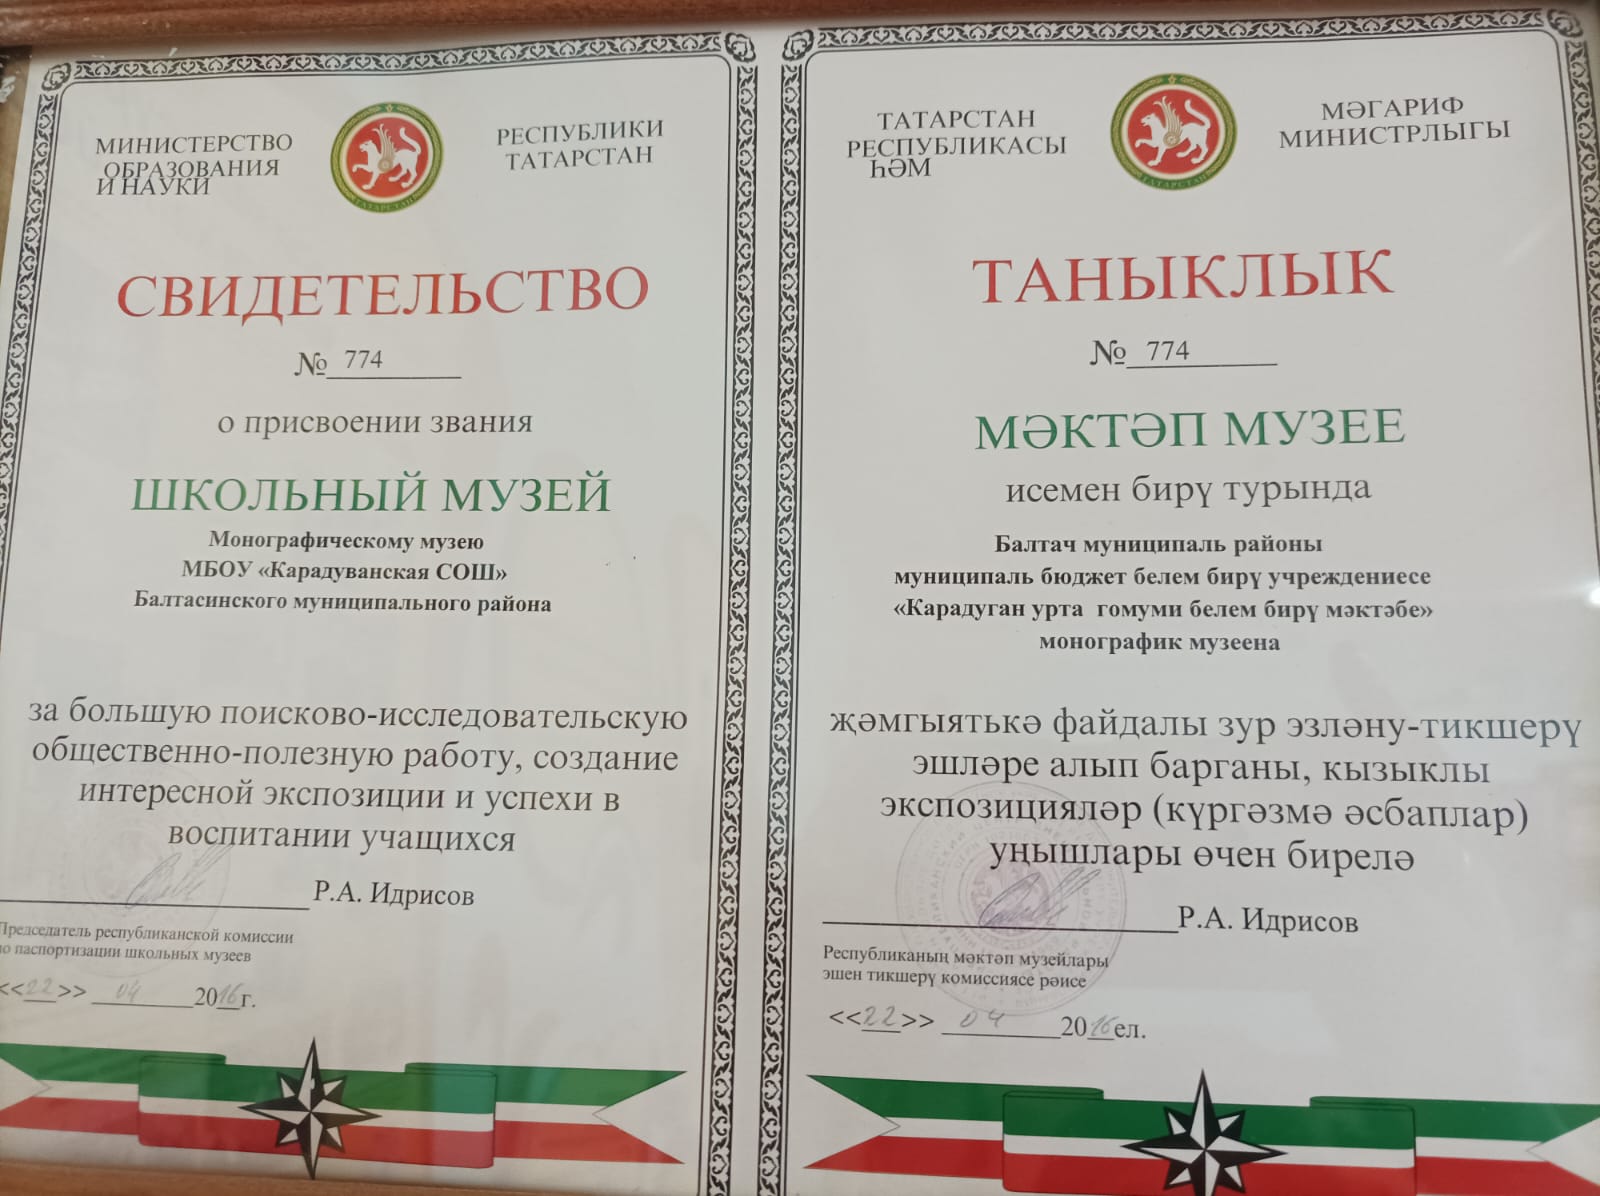 МИНИСТЕРСТВО
ОБРАЗОВАНИЯ
И НАУКИ
РЕСПУБЛИКИ
ТАТАРСТАН
ТАТАРСТАН
СВИДЕТЕЛЬСТВО
№ 774
о присвоении звания
ШКОЛЬНЫЙ МУЗЕЙ
Монографическому музею
МБОУ «Карадуванская СОШ»
Балтасинского муниципального района
за большую поисково-исследовательскую
общественно-полезную работу, создание
интересной экспозиции и успехи в
воспитании учащихся
Р.А. Идрисов
Председатель республиканской комиссии
по паспортизации школьных музеев
<<22>> 04 2016г.
ТАТАРСТАН
РЕСПУБЛИКАСЫ
ҺӘМ
МӘГАРИФ
МИНИСТРЛЫГЫ
ТАТАРСТАН
ТАНЫКЛЫК
№ 774
МӘКТӘП МУЗЕЕ
исемен бирү турында
Балтач муниципаль районы
муниципаль бюджет белем бирү учреждениесе
«Карадуган урта гомуми белем бирү мәктәбе»
монографик музеена
җәмгыятькә файдалы зур эзләнү-тикшерү
эшләре алып барганы, кызыклы
экспозицияләр (күргәзмә әсбаплар)
уңышлары өчен бирелә
Р.А. Идрисов
Республиканың мәктәп музейлары
эшен тикшерү комиссиясе рәисе
<<22>> 04 2016ел.